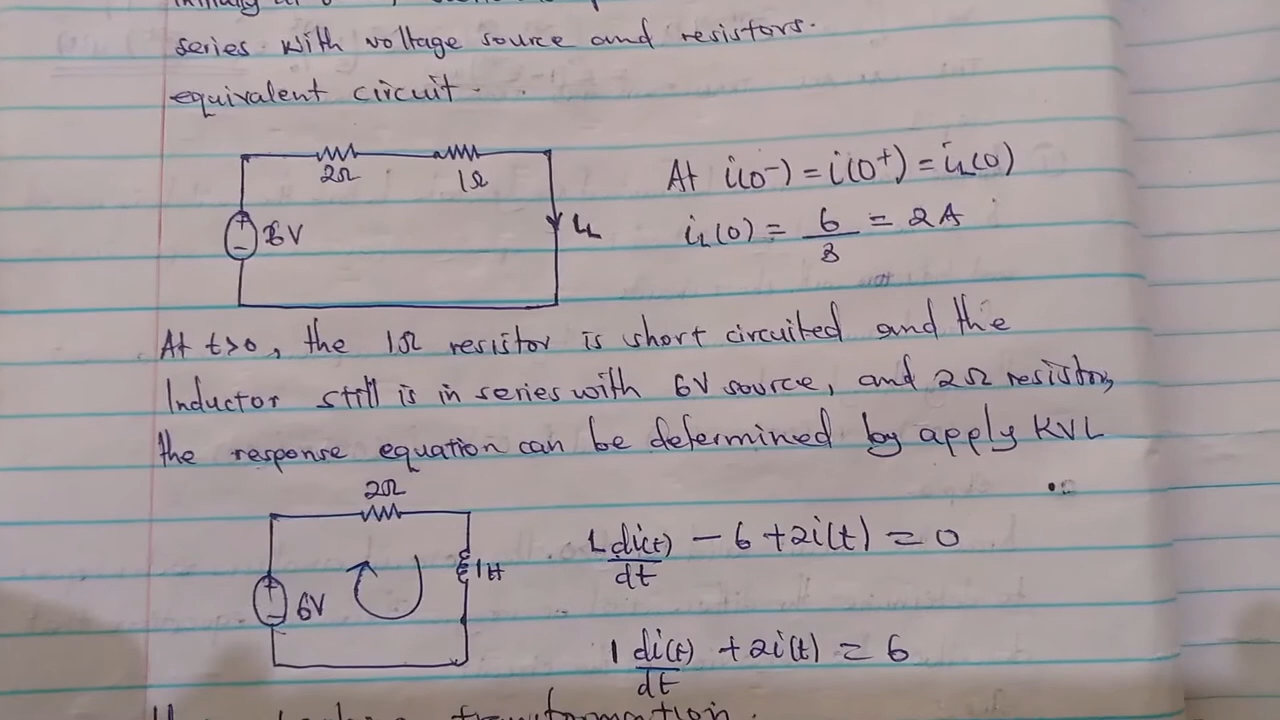 initially at
series with voltage source and resistors.
equivalent circuit.
2Ω 1Ω
6V iL
At i(0-) = i(0+) = iL(0)
iL(0) = 6/3 = 2A
At t>0, the 1Ω resistor is short circuited and the
Inductor still is in series with 6V source, and 2Ω resistor,
the response equation can be determined by apply KVL
2Ω
6V 1H
L di(t)/dt - 6 + 2i(t) = 0
1 di(t)/dt + 2i(t) = 6
transformation.